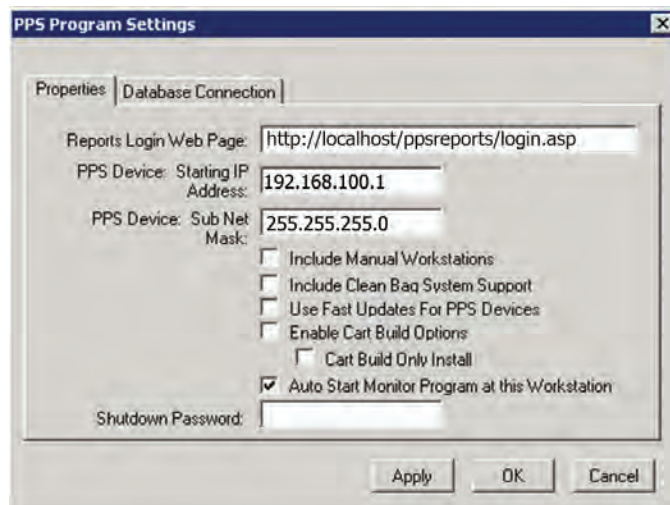 PPS Program Settings
Properties
Database Connection
Reports Login Web Page:
http://localhost/ppsreports/login.asp
PPS Device: Starting IP
Address:
192.168.100.1
PPS Device: Sub Net
Mask:
255.255.255.0
Include Manual Workstations
Include Clean Bag System Support
Use Fast Updates For PPS Devices
Enable Cart Build Options
Cart Build Only Install
Auto Start Monitor Program at this Workstation
Shutdown Password:
Apply
OK
Cancel